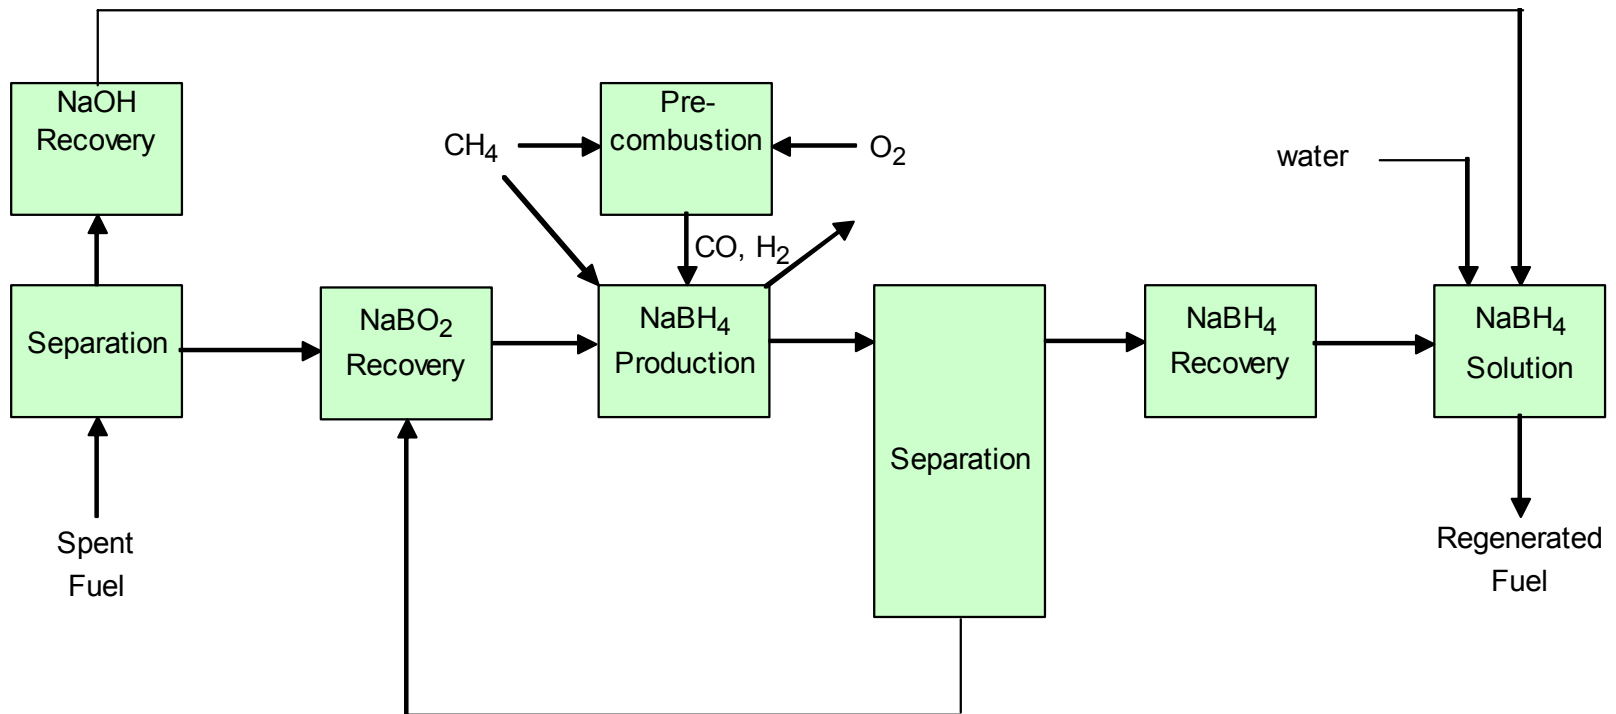 NaOH
Recovery
Pre-
combustion
CH₄
O₂
water
CO, H₂
Separation
NaBO₂
Recovery
NaBH₄
Production
Separation
NaBH₄
Recovery
NaBH₄
Solution
Spent
Fuel
Regenerated
Fuel